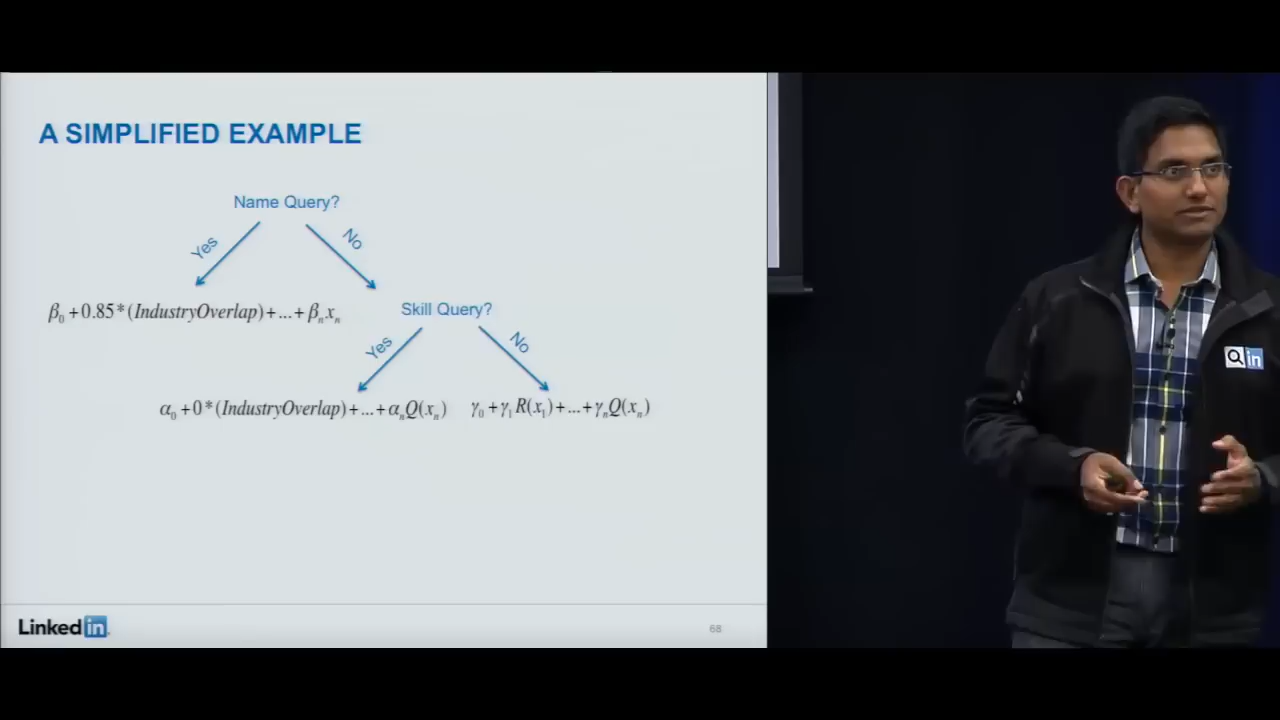 A SIMPLIFIED EXAMPLE
Name Query?
Yes
No
β₀ + 0.85 * (IndustryOverlap) + ... + βₙxₙ
Skill Query?
Yes
No
α₀ + 0 * (IndustryOverlap) + ... + αₙQ(xₙ)
γ₀ + γ₁R(x₁) + ... + γₙQ(xₙ)
in
Linked in
68